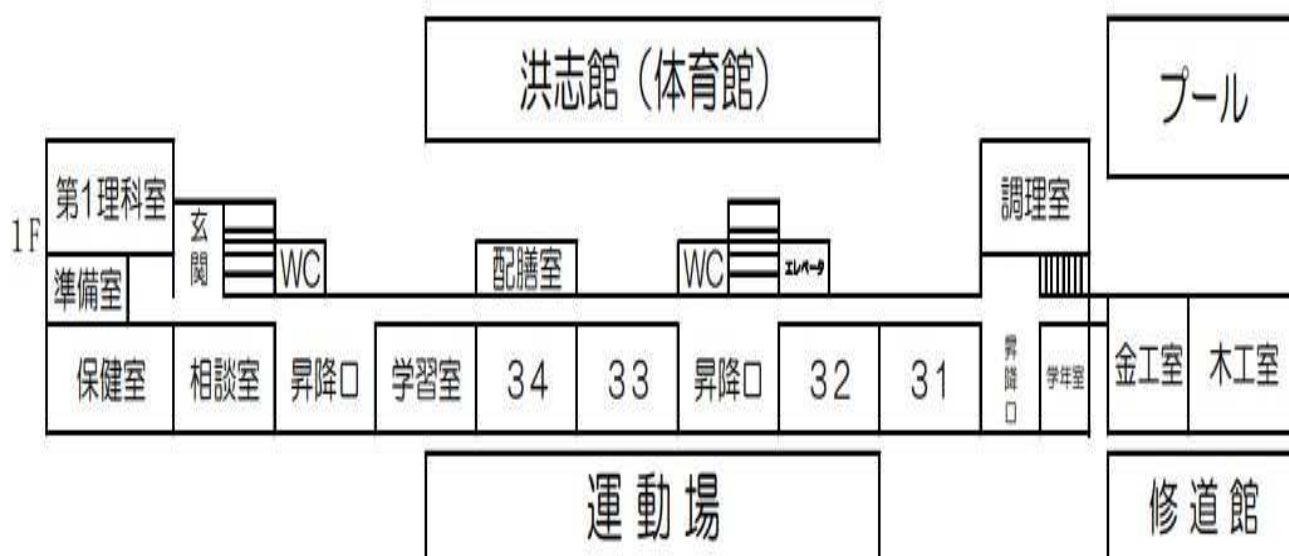 洪志館（体育館）
プール
第1理科室
調理室
1F
玄関
WC
配膳室
WC
エレベータ
準備室
保健室
相談室
昇降口
学習室
34
33
昇降口
32
31
昇降口
学年室
金工室
木工室
運動場
修道館